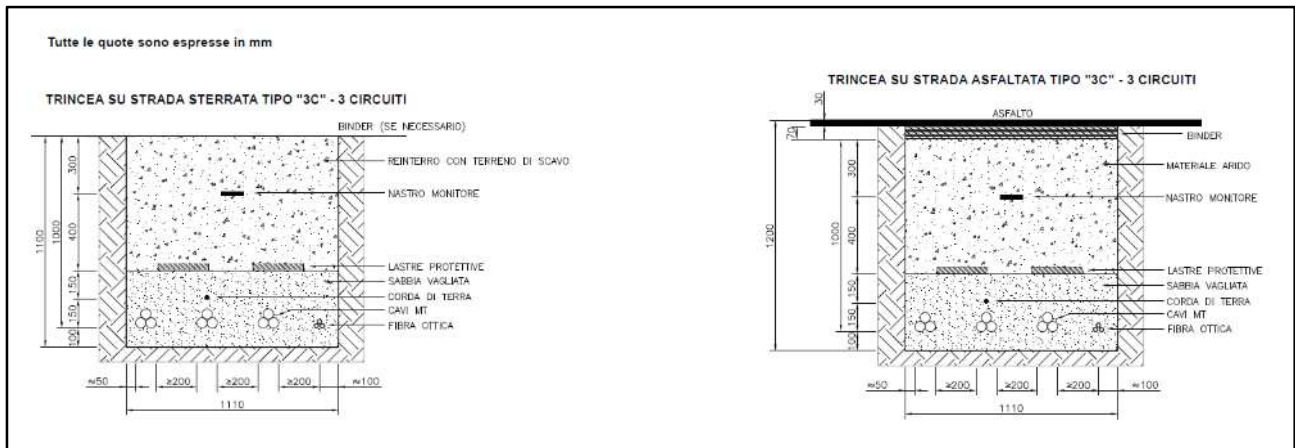 Tutte le quote sono espresse in mm
TRINCEA SU STRADA STERRATA TIPO "3C" - 3 CIRCUITI
BINDER (SE NECESSARIO)
REINTERRO CON TERRENO DI SCAVO
NASTRO MONITORE
LASTRE PROTETTIVE
SABBIA VAGLIATA
CORDA DI TERRA
CAVI MT
FIBRA OTTICA
1100
1000
300
400
150
150
100
≈50
≥200
≥200
≥200
≈100
1110
TRINCEA SU STRADA ASFALTATA TIPO "3C" - 3 CIRCUITI
30
ASFALTO
70
BINDER
MATERIALE ARIDO
NASTRO MONITORE
LASTRE PROTETTIVE
SABBIA VAGLIATA
CORDA DI TERRA
CAVI MT
FIBRA OTTICA
1200
1000
300
400
150
150
100
≈50
≥200
≥200
≥200
≈100
1110